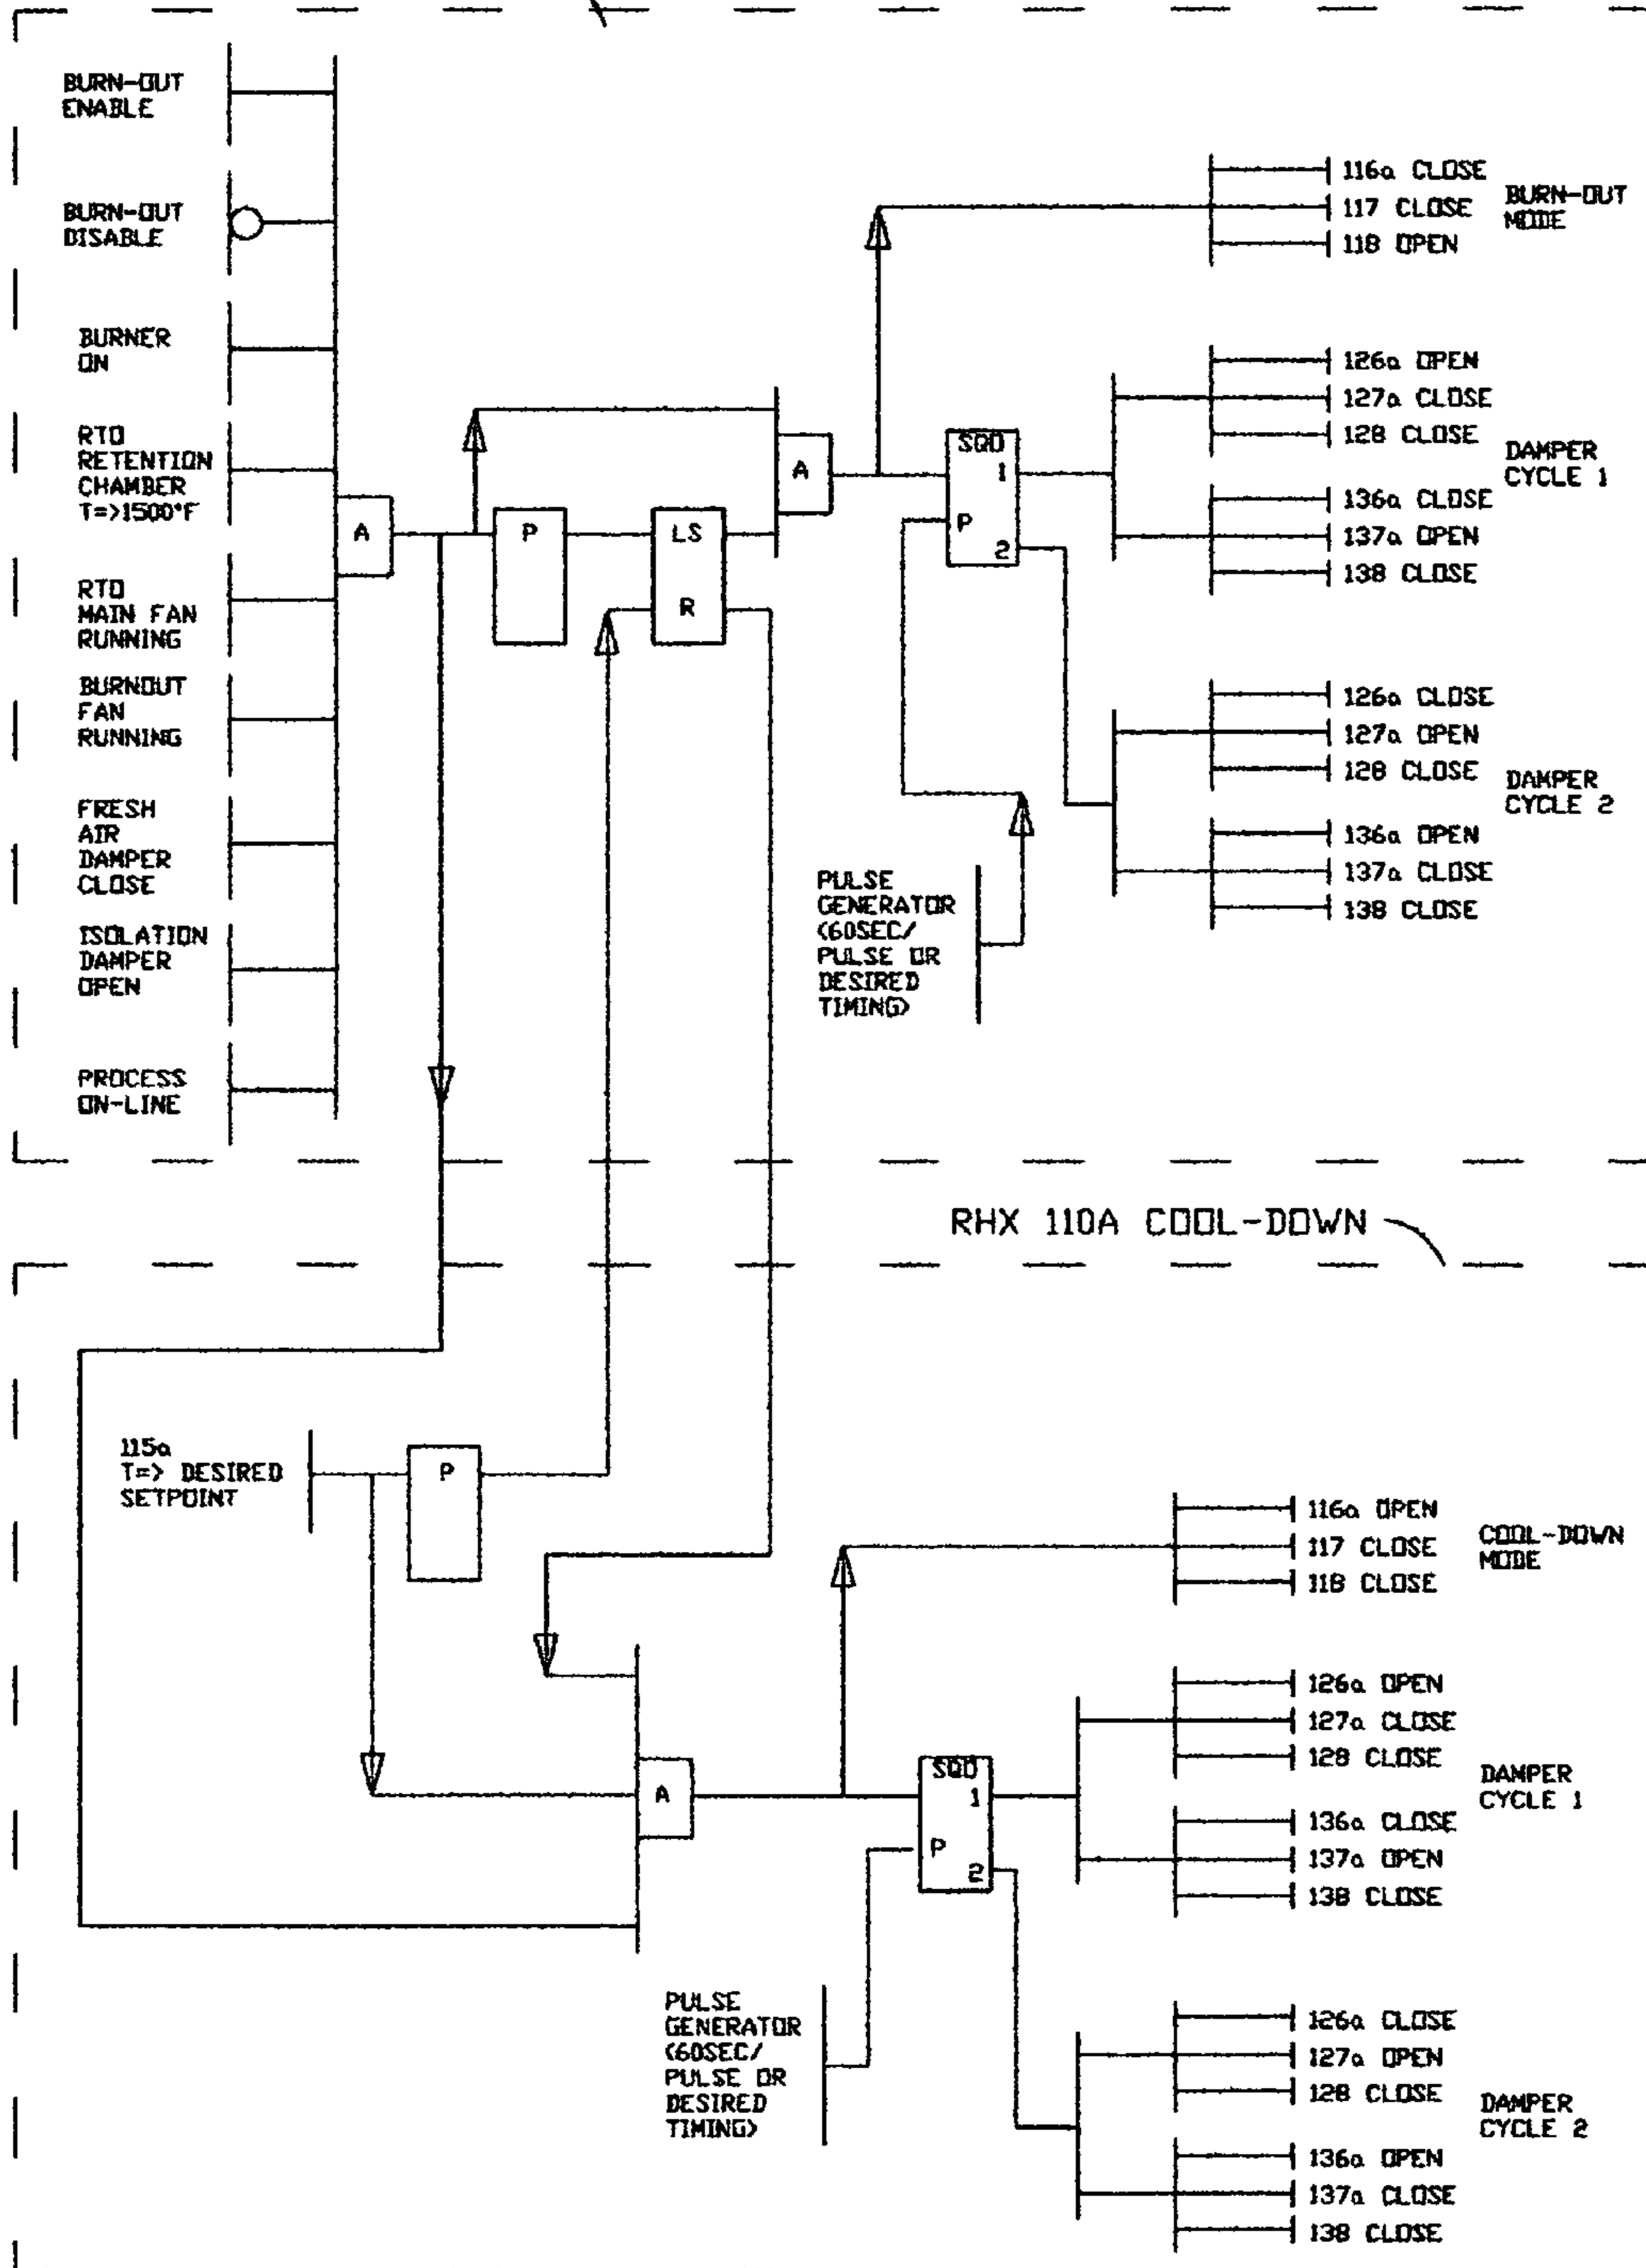 BURN-OUT
ENABLE
BURN-OUT
DISABLE
BURNER
ON
RTO
RETENTION
CHAMBER
T=>1500°F
RTO
MAIN FAN
RUNNING
BURNOUT
FAN
RUNNING
FRESH
AIR
DAMPER
CLOSE
ISOLATION
DAMPER
OPEN
PROCESS
ON-LINE
A
P
LS
R
A
SQD
1
P
2
PULSE
GENERATOR
(60SEC/
PULSE OR
DESIRED
TIMING)
116a CLOSE
117 CLOSE
118 OPEN
BURN-OUT
MODE
126a OPEN
127a CLOSE
128 CLOSE
136a CLOSE
137a OPEN
138 CLOSE
DAMPER
CYCLE 1
126a CLOSE
127a OPEN
128 CLOSE
136a OPEN
137a CLOSE
138 CLOSE
DAMPER
CYCLE 2
RHX 110A COOL-DOWN
115a
T=> DESIRED
SETPOINT
P
A
SQD
1
P
2
PULSE
GENERATOR
(60SEC/
PULSE OR
DESIRED
TIMING)
116a OPEN
117 CLOSE
118 CLOSE
COOL-DOWN
MODE
126a OPEN
127a CLOSE
128 CLOSE
136a CLOSE
137a OPEN
138 CLOSE
DAMPER
CYCLE 1
126a CLOSE
127a OPEN
128 CLOSE
136a OPEN
137a CLOSE
138 CLOSE
DAMPER
CYCLE 2